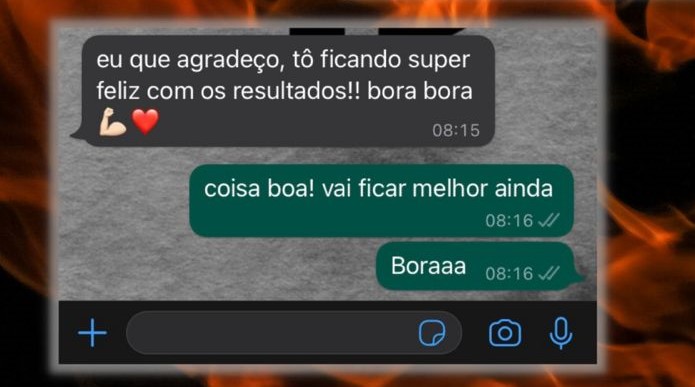 eu que agradeço, tô ficando super
feliz com os resultados!! bora bora
💪🏻❤️
08:15
coisa boa! vai ficar melhor ainda
08:16
Boraaa 08:16